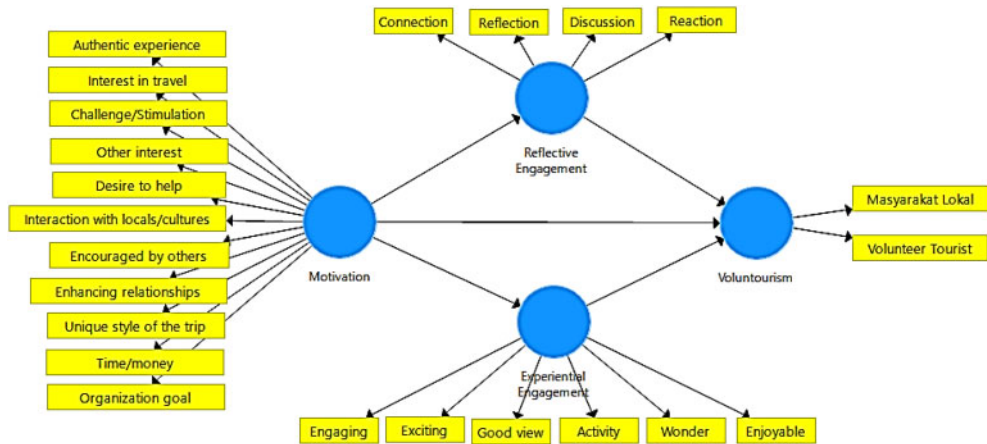 Connection
Reflection
Discussion
Reaction
Authentic experience
Interest in travel
Challenge/Stimulation
Other interest
Desire to help
Interaction with locals/cultures
Encouraged by others
Enhancing relationships
Unique style of the trip
Time/money
Organization goal
Motivation
Reflective
Engagement
Experiential
Engagement
Voluntourism
Masyarakat Lokal
Volunteer Tourist
Engaging
Exciting
Good view
Activity
Wonder
Enjoyable